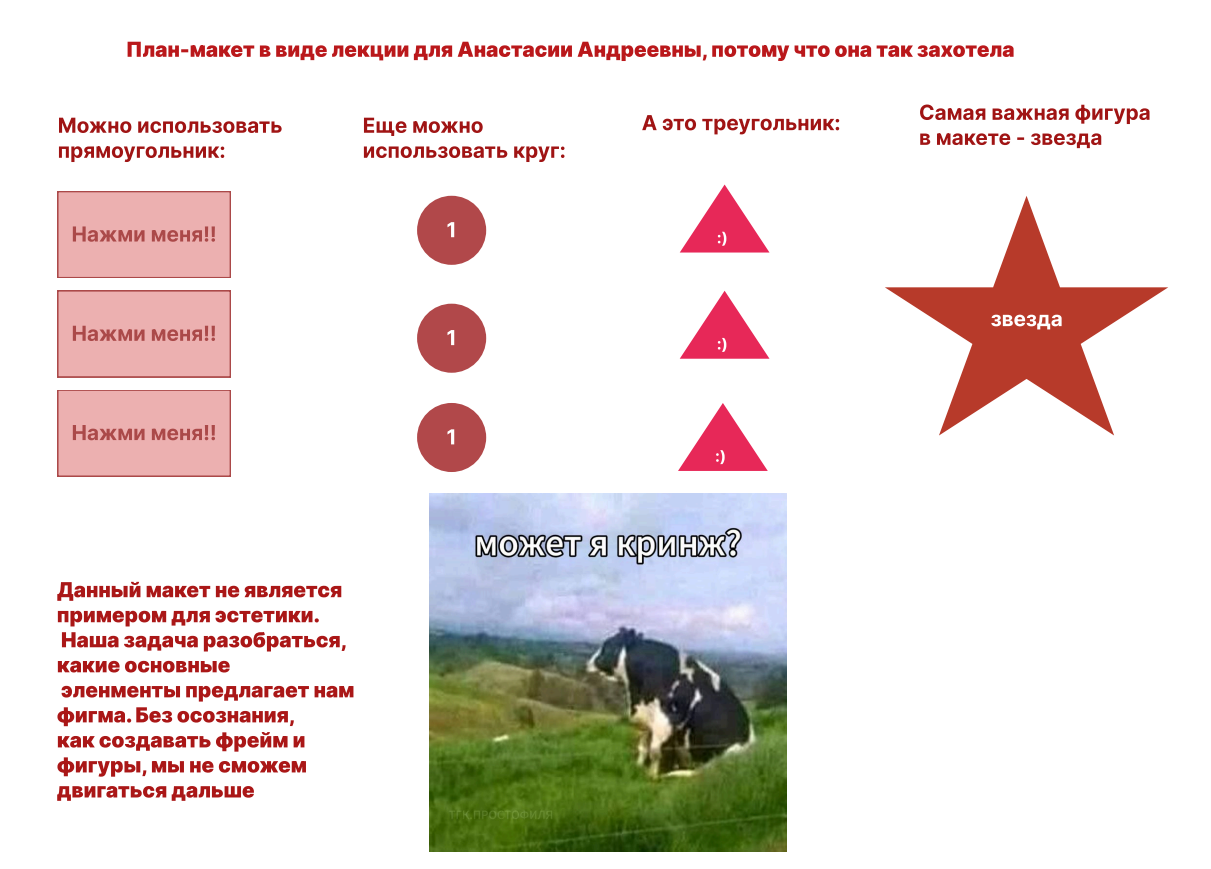 План-макет в виде лекции для Анастасии Андреевны, потому что она так захотела
Можно использовать
прямоугольник:
Еще можно
использовать круг:
А это треугольник:
Самая важная фигура
в макете - звезда
Нажми меня!!
Нажми меня!!
Нажми меня!!
1
1
1
:)
:)
:)
звезда
Данный макет не является
примером для эстетики.
Наша задача разобраться,
какие основные
эленменты предлагает нам
фигма. Без осознания,
как создавать фрейм и
фигуры, мы не сможем
двигаться дальше
может я кринж?
тгк простофиля